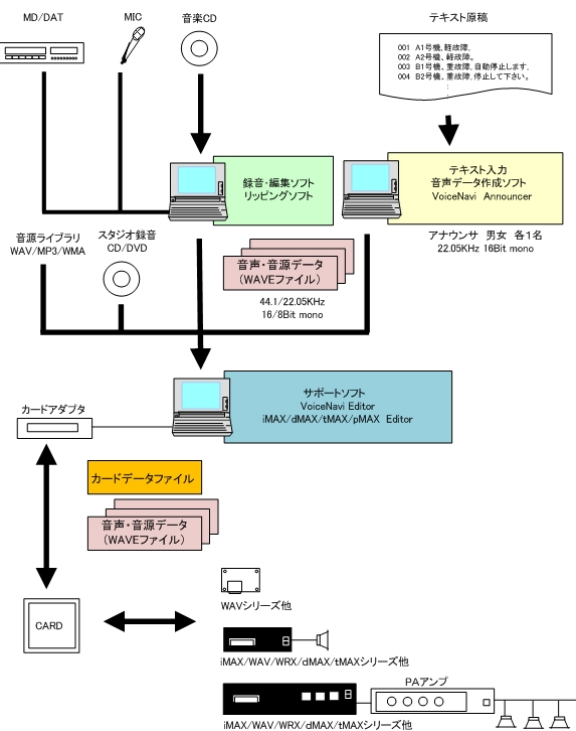 MD/DAT
MIC
音楽CD
テキスト原稿
001 A1号機、軽故障.
002 A2号機、軽故障。
003 B1号機、重故障,自動停止します.
004 B2号機、重故障,停止して下さい。
録音・編集ソフト
リッピングソフト
テキスト入力
音声データ作成ソフト
VoiceNavi Announcer
アナウンサ 男女 各1名
22.05KHz 16Bit mono
音源ライブラリ
WAV/MP3/WMA
スタジオ録音
CD/DVD
音声・音源データ
(WAVEファイル)
44.1/22.05KHz
16/8Bit mono
サポートソフト
VoiceNavi Editor
iMAX/dMAX/tMAX/pMAX Editor
カードアダプタ
カードデータファイル
音声・音源データ
(WAVEファイル)
CARD
WAVシリーズ他
iMAX/WAV/WRX/dMAX/tMAXシリーズ他
PAアンプ
iMAX/WAV/WRX/dMAX/tMAXシリーズ他